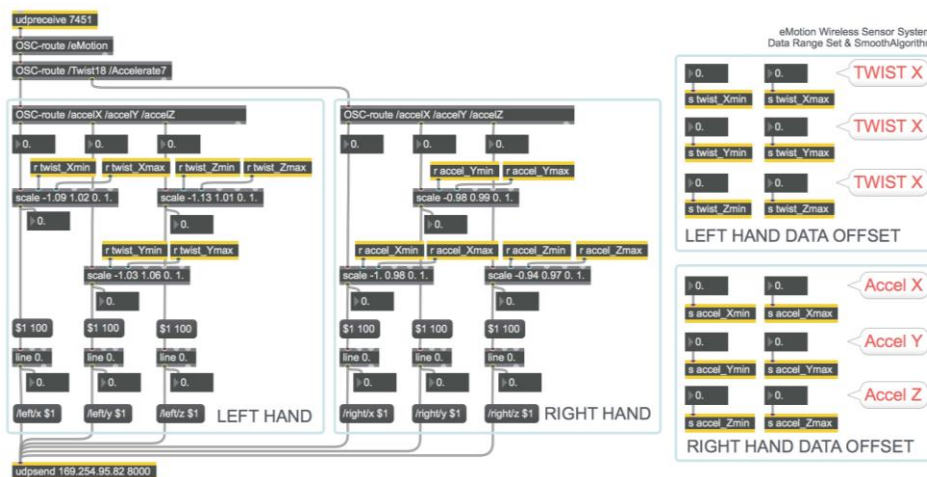 udpreceive 7451
OSC-route /eMotion
OSC-route /Twist18 /Accelerate7
OSC-route /accelX /accelY /accelZ
0. 0. 0.
r twist_Xmin r twist_Xmax r twist_Zmin r twist_Zmax
scale -1.09 1.02 0. 1. scale -1.13 1.01 0. 1.
0. 0.
r twist_Ymin r twist_Ymax
scale -1.03 1.06 0. 1.
0.
$1 100 $1 100 $1 100
line 0. line 0. line 0.
0. 0. 0.
/left/x $1 /left/y $1 /left/z $1
LEFT HAND
OSC-route /accelX /accelY /accelZ
0. 0. 0.
r accel_Ymin r accel_Ymax
scale -0.98 0.99 0. 1.
0.
r accel_Xmin r accel_Xmax r accel_Zmin r accel_Zmax
scale -1. 0.98 0. 1. scale -0.94 0.97 0. 1.
0. 0.
$1 100 $1 100 $1 100
line 0. line 0. line 0.
0. 0. 0.
/right/x $1 /right/y $1 /right/z $1
RIGHT HAND
udpsend 169.254.95.82 8000
eMotion Wireless Sensor System
Data Range Set & SmoothAlgorithm
0. 0. TWIST X
s twist_Xmin s twist_Xmax
0. 0. TWIST X
s twist_Ymin s twist_Ymax
0. 0. TWIST X
s twist_Zmin s twist_Zmax
LEFT HAND DATA OFFSET
0. 0. Accel X
s accel_Xmin s accel_Xmax
0. 0. Accel Y
s accel_Ymin s accel_Ymax
0. 0. Accel Z
s accel_Zmin s accel_Zmax
RIGHT HAND DATA OFFSET